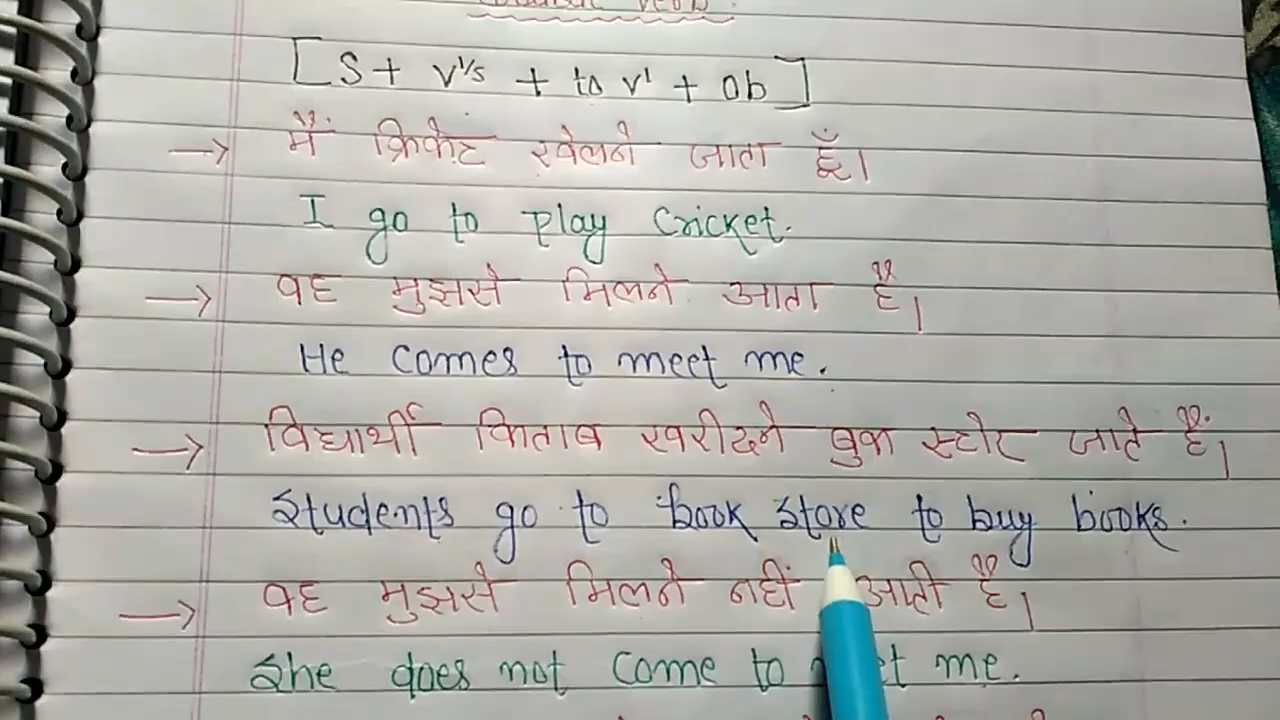 [S + V1/5 + to V1 + Ob]
→ मैं क्रिकेट खेलने जाता हूँ।
I go to play Cricket.
→ वह मुझसे मिलने आता है।
He comes to meet me.
→ विद्यार्थी किताब खरीदने बुक स्टोर जाते हैं।
Students go to book store to buy books.
→ वह मुझसे मिलने नहीं आती है।
She does not come to me.